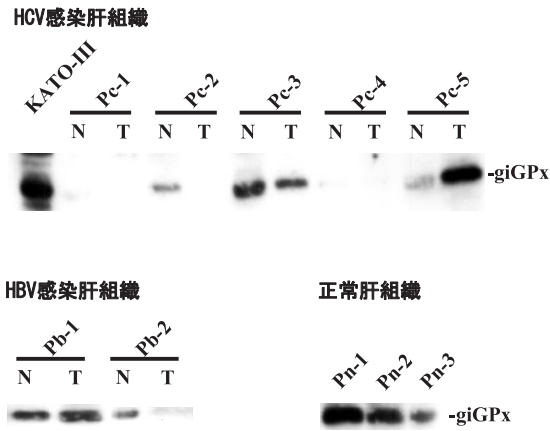 HCV感染肝組織
KATO-III Pc-1 Pc-2 Pc-3 Pc-4 Pc-5
N T N T N T N T N T
-giGPx
HBV感染肝組織
Pb-1 Pb-2
N T N T
正常肝組織
Pn-1 Pn-2 Pn-3
-giGPx